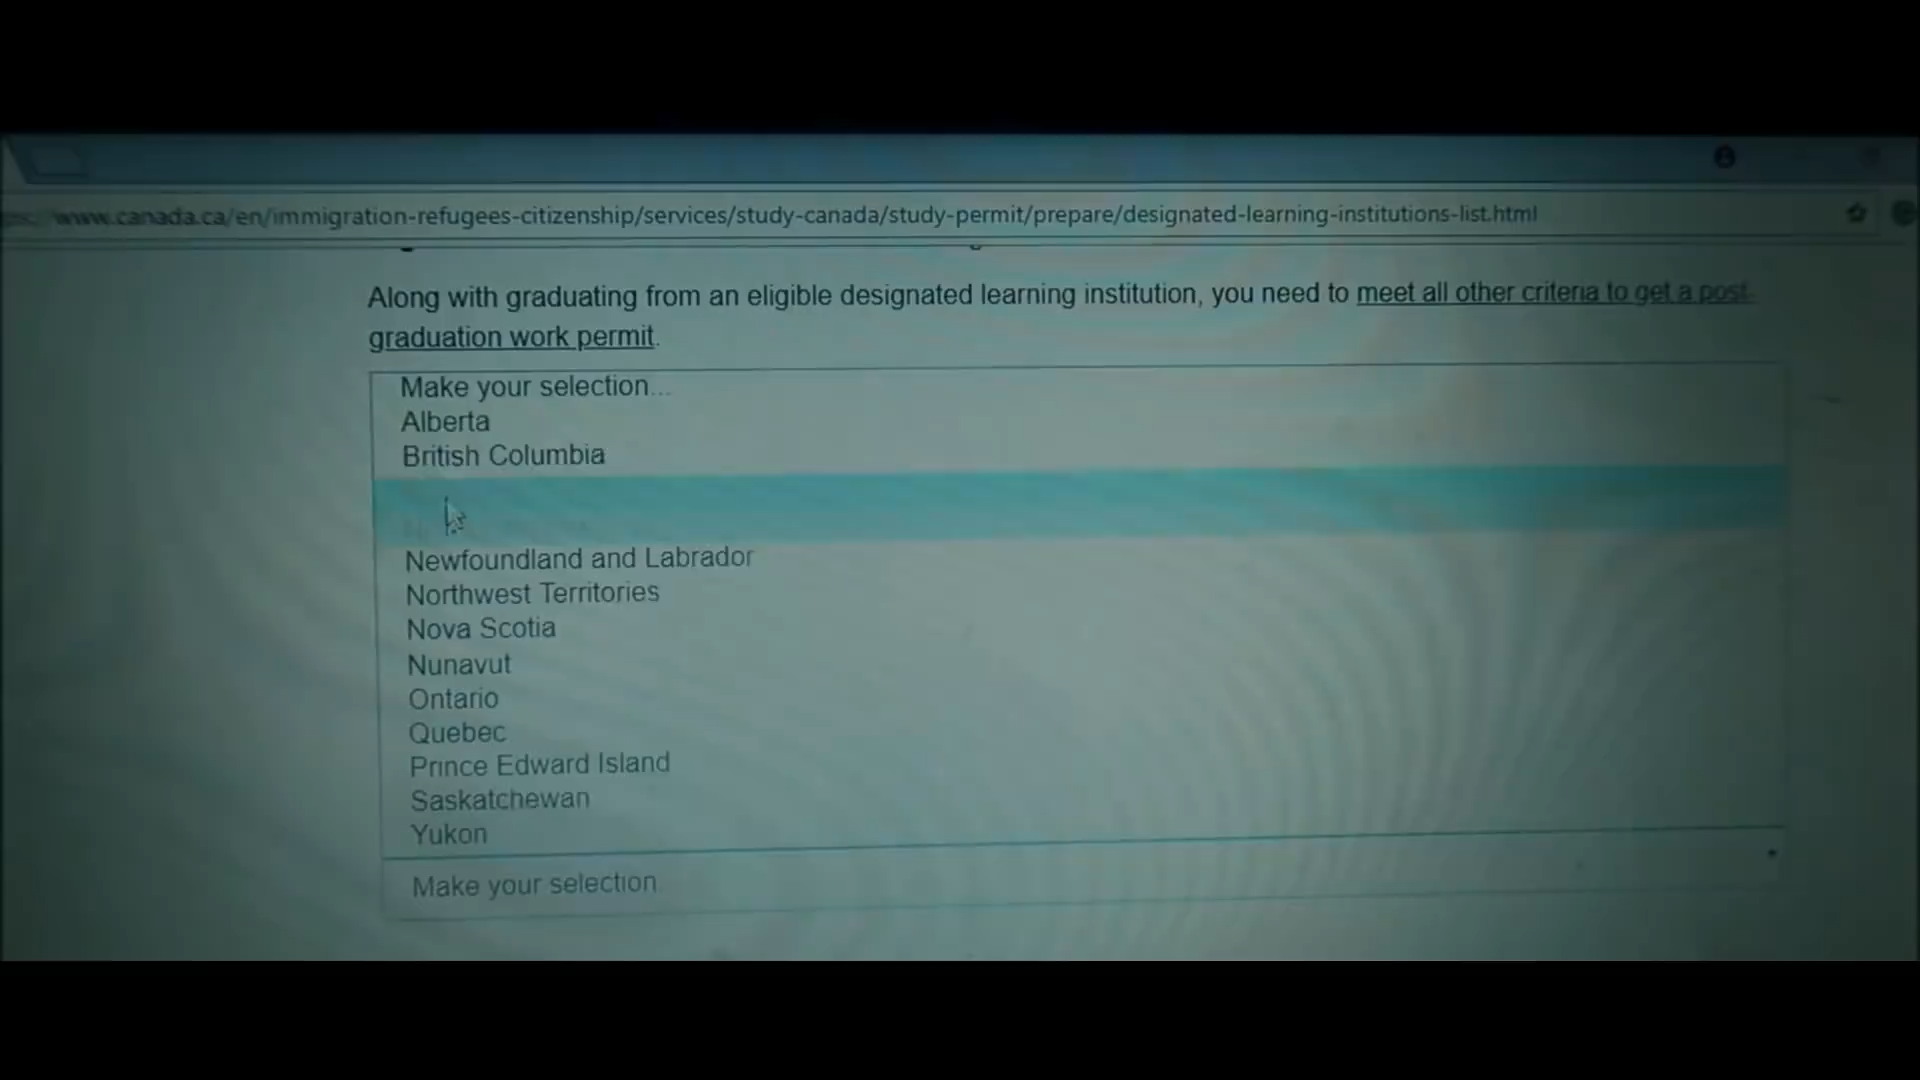 www.canada.ca/en/immigration-refugees-citizenship/services/study-canada/study-permit/prepare/designated-learning-institutions-list.html
Along with graduating from an eligible designated learning institution, you need to meet all other criteria to get a post-
graduation work permit.
Make your selection...
Alberta
British Columbia
Newfoundland and Labrador
Northwest Territories
Nova Scotia
Nunavut
Ontario
Quebec
Prince Edward Island
Saskatchewan
Yukon
Make your selection